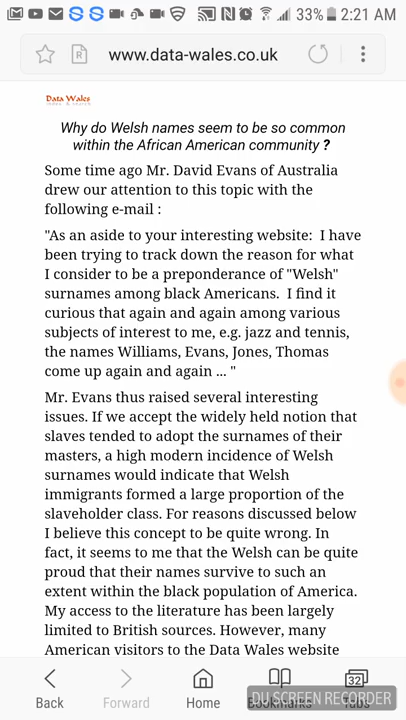 33% 2:21 AM
www.data-wales.co.uk
Data Wales
Why do Welsh names seem to be so common
within the African American community ?
Some time ago Mr. David Evans of Australia
drew our attention to this topic with the
following e-mail :
"As an aside to your interesting website:  I have
been trying to track down the reason for what
I consider to be a preponderance of "Welsh"
surnames among black Americans.  I find it
curious that again and again among various
subjects of interest to me, e.g. jazz and tennis,
the names Williams, Evans, Jones, Thomas
come up again and again ... "
Mr. Evans thus raised several interesting
issues. If we accept the widely held notion that
slaves tended to adopt the surnames of their
masters, a high modern incidence of Welsh
surnames would indicate that Welsh
immigrants formed a large proportion of the
slaveholder class. For reasons discussed below
I believe this concept to be quite wrong. In
fact, it seems to me that the Welsh can be quite
proud that their names survive to such an
extent within the black population of America.
My access to the literature has been largely
limited to British sources. However, many
American visitors to the Data Wales website
32
Back Forward Home Bookmarks Tabs
DU SCREEN RECORDER